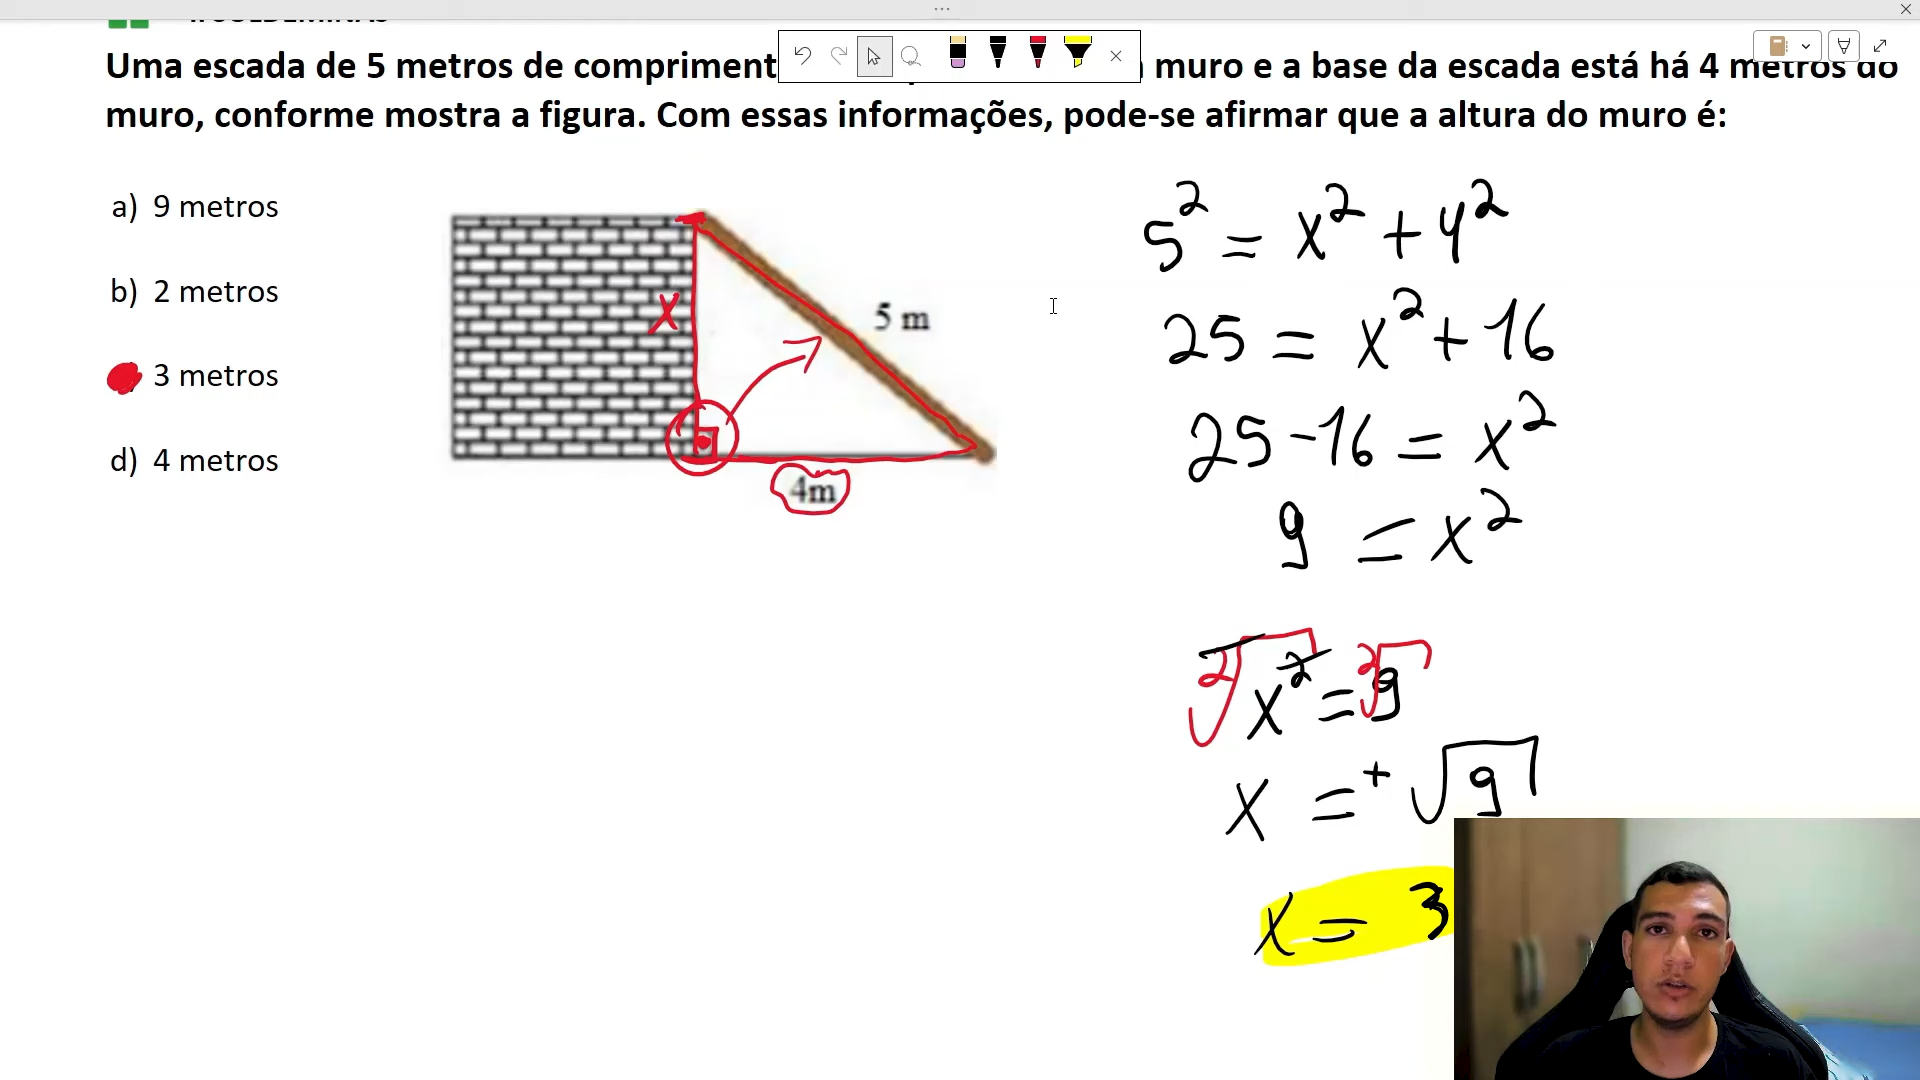 Uma escada de 5 metros de compriment muro e a base da escada está há 4 metros do
muro, conforme mostra a figura. Com essas informações, pode-se afirmar que a altura do muro é:
a) 9 metros
b) 2 metros
3 metros
d) 4 metros
X
5 m
4m
5² = x² + 4²
25 = x² + 16
25 - 16 = x²
9 = x²
²√x² = ²√9
x = + √9
x = 3